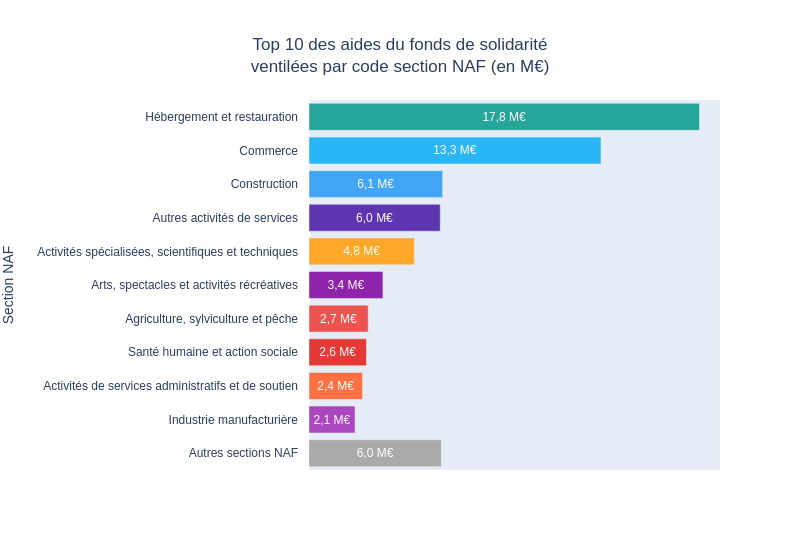 Top 10 des aides du fonds de solidarité
ventilées par code section NAF (en M€)
Section NAF
Hébergement et restauration 17,8 M€
Commerce 13,3 M€
Construction 6,1 M€
Autres activités de services 6,0 M€
Activités spécialisées, scientifiques et techniques 4,8 M€
Arts, spectacles et activités récréatives 3,4 M€
Agriculture, sylviculture et pêche 2,7 M€
Santé humaine et action sociale 2,6 M€
Activités de services administratifs et de soutien 2,4 M€
Industrie manufacturière 2,1 M€
Autres sections NAF 6,0 M€